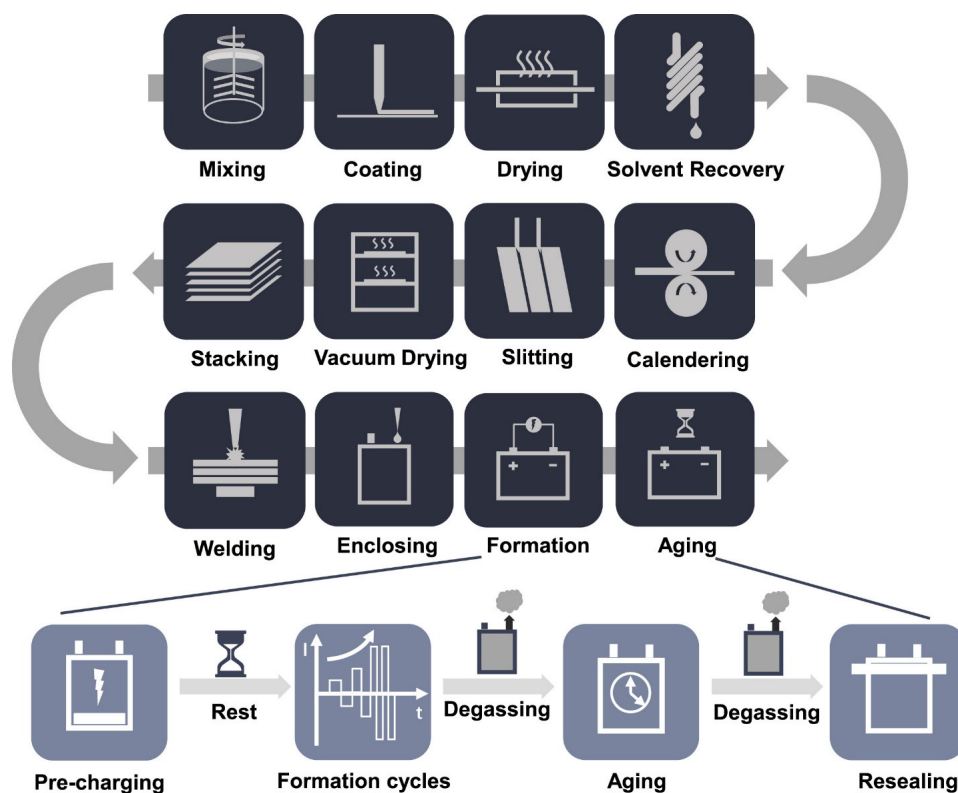 Mixing
Coating
Drying
Solvent Recovery
Stacking
Vacuum Drying
Slitting
Calendering
Welding
Enclosing
Formation
Aging
I
t
Rest
Degassing
Degassing
Pre-charging
Formation cycles
Aging
Resealing